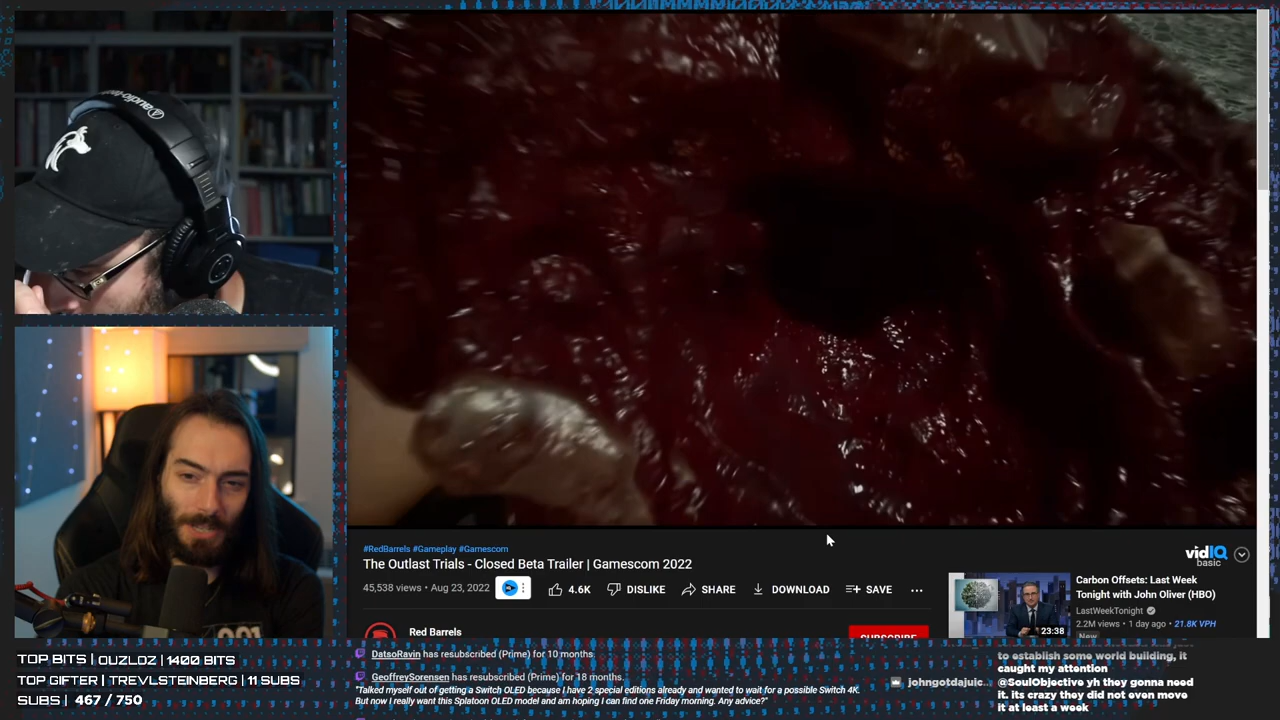 audio-technica
#RedBarrels #Gameplay #Gamescom
The Outlast Trials - Closed Beta Trailer | Gamescom 2022
45,538 views • Aug 23, 2022
4.6K
DISLIKE
SHARE
DOWNLOAD
SAVE
Red Barrels
SUBSCRIBE
vidIQ
basic
Carbon Offsets: Last Week
Tonight with John Oliver (HBO)
LastWeekTonight
2.2M views • 1 day ago • 21.8K VPH
New
23:38
TOP BITS | OUZLOZ | 1400 BITS
TOP GIFTER | TREVLSTEINBERG | 11 SUBS
SUBS | 467 / 750
DatsoRavin has resubscribed (Prime) for 10 months.
GeoffreySorensen has resubscribed (Prime) for 18 months.
"Talked myself out of getting a Switch OLED because I have 2 special editions already and wanted to wait for a possible Switch 4K.
But now I really want this Splatoon OLED model and am hoping I can find one Friday morning. Any advice?"
johngotdajuic...
to establish some world building, it
caught my attention
@SoulObjective yh they gonna need
it. its crazy they did not even move
it at least a week